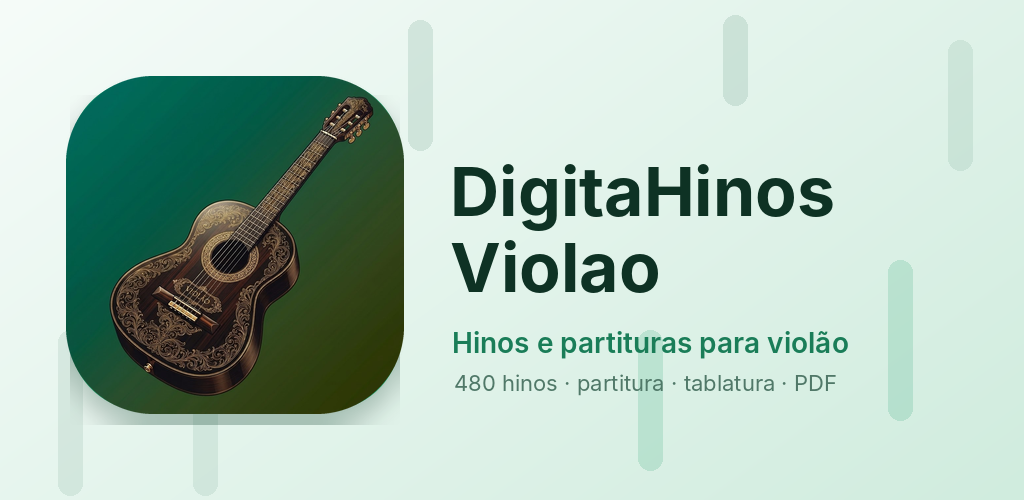 DigitaHinos
Violao
Hinos e partituras para violão
480 hinos · partitura · tablatura · PDF